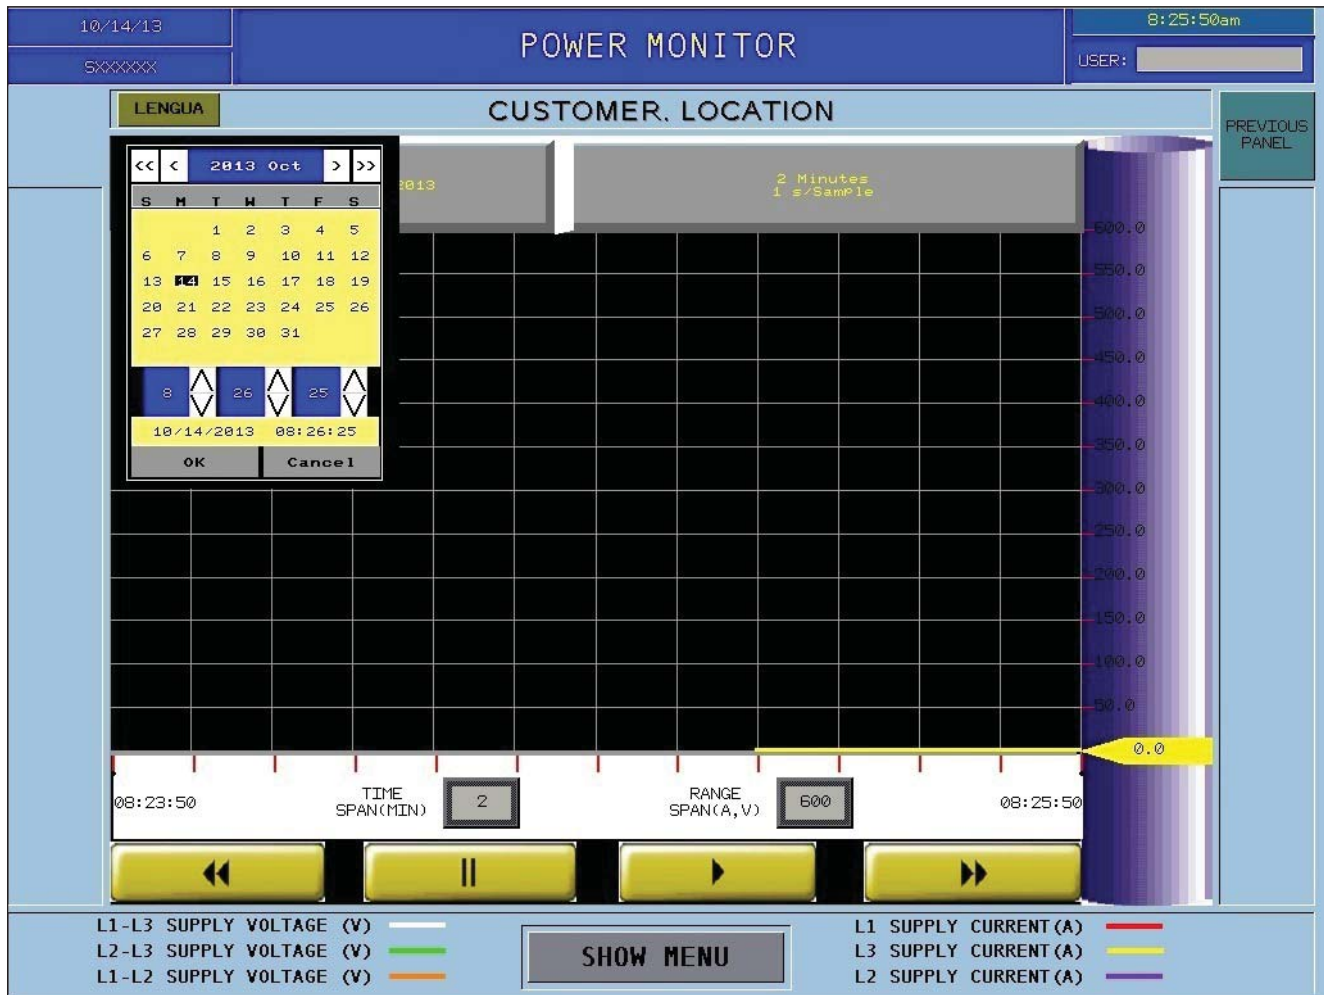 10/14/13
SXXXXXX
POWER MONITOR
8:25:50am
USER:
LENGUA
CUSTOMER. LOCATION
PREVIOUS
PANEL
<< < 2013 Oct > >>
S M T W T F S
1 2 3 4 5
6 7 8 9 10 11 12
13 14 15 16 17 18 19
20 21 22 23 24 25 26
27 28 29 30 31
8 26 25
10/14/2013 08:26:25
OK Cancel
2013
2 Minutes
1 s/Sample
600.0
550.0
500.0
450.0
400.0
350.0
300.0
250.0
200.0
150.0
100.0
50.0
0.0
08:23:50
TIME
SPAN(MIN)
2
RANGE
SPAN(A,V)
600
08:25:50
L1-L3 SUPPLY VOLTAGE (V)
L2-L3 SUPPLY VOLTAGE (V)
L1-L2 SUPPLY VOLTAGE (V)
SHOW MENU
L1 SUPPLY CURRENT(A)
L3 SUPPLY CURRENT(A)
L2 SUPPLY CURRENT(A)